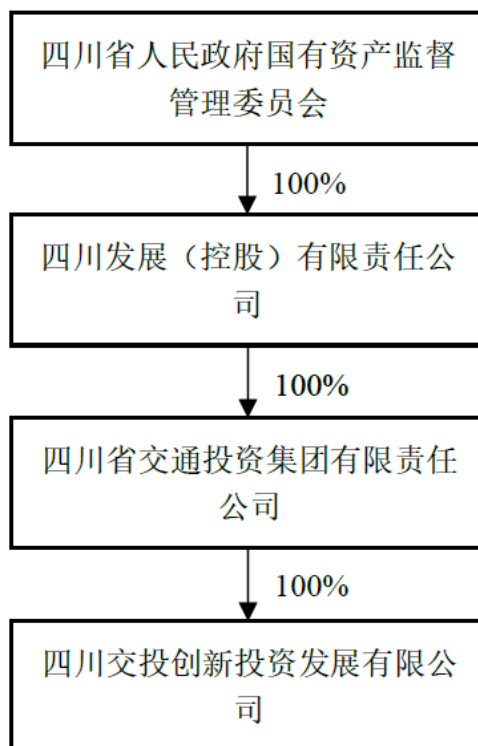 四川省人民政府国有资产监督
管理委员会
100%
四川发展（控股）有限责任公
司
100%
四川省交通投资集团有限责任
公司
100%
四川交投创新投资发展有限公
司